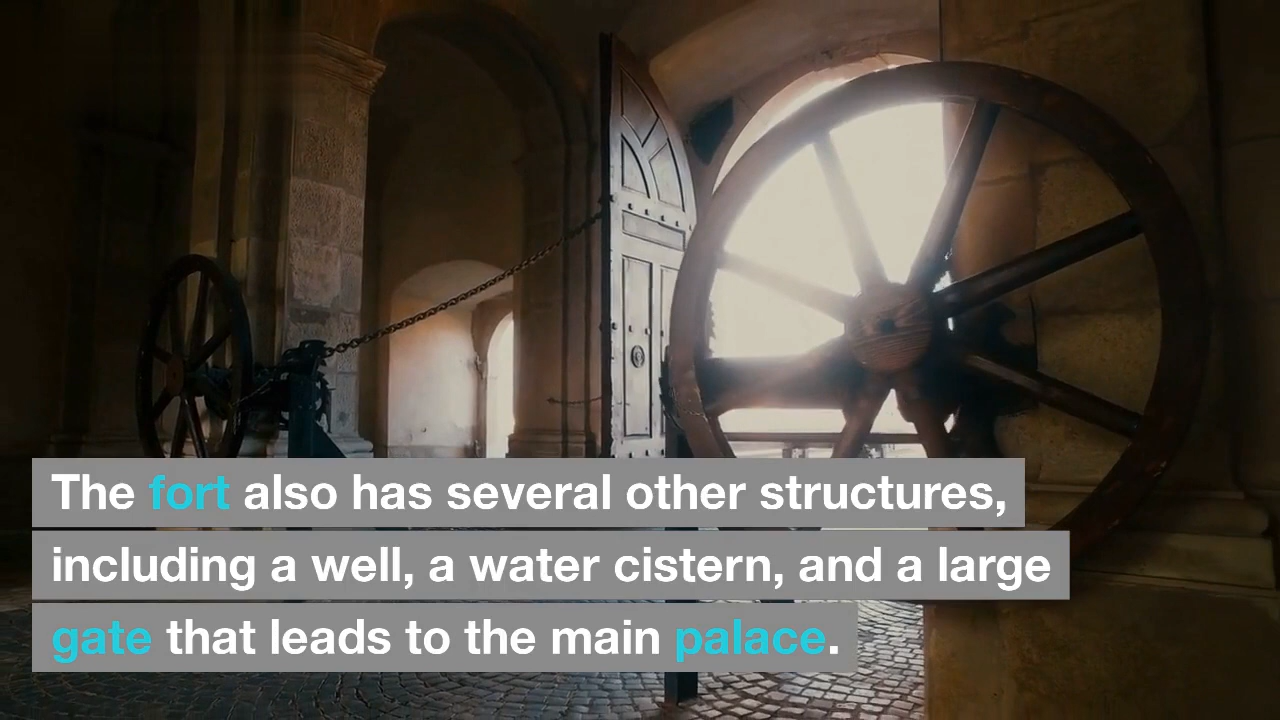 The fort also has several other structures,
including a well, a water cistern, and a large
gate that leads to the main palace.